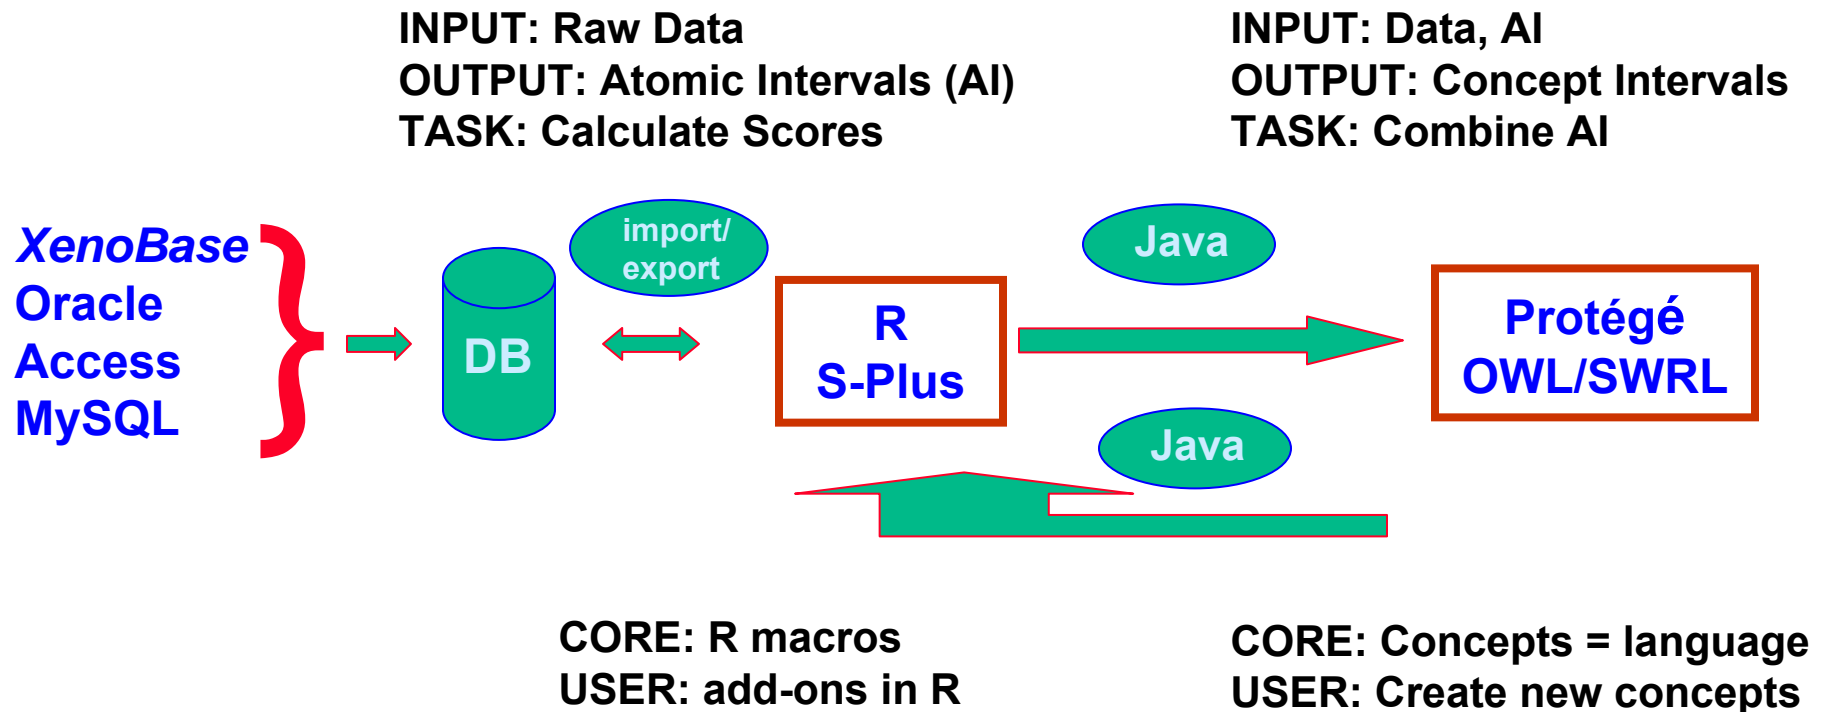 INPUT: Raw Data
OUTPUT: Atomic Intervals (AI)
TASK: Calculate Scores
INPUT: Data, AI
OUTPUT: Concept Intervals
TASK: Combine AI
XenoBase
Oracle
Access
MySQL
DB
import/
export
R
S-Plus
Java
Java
Protégé
OWL/SWRL
CORE: R macros
USER: add-ons in R
CORE: Concepts = language
USER: Create new concepts